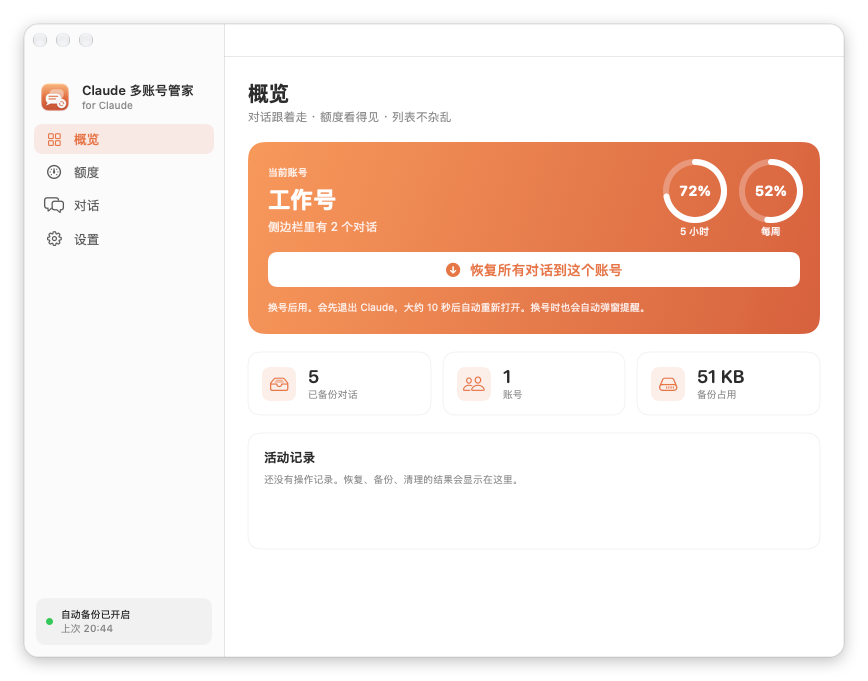 Claude 多账号管家
for Claude
概览
额度
对话
设置
自动备份已开启
上次 20:44
概览
对话跟着走 · 额度看得见 · 列表不杂乱
当前账号
工作号
侧边栏里有 2 个对话
72%
5 小时
52%
每周
恢复所有对话到这个账号
换号后用。会先退出 Claude，大约 10 秒后自动重新打开。换号时也会自动弹窗提醒。
5
已备份对话
1
账号
51 KB
备份占用
活动记录
还没有操作记录。恢复、备份、清理的结果会显示在这里。